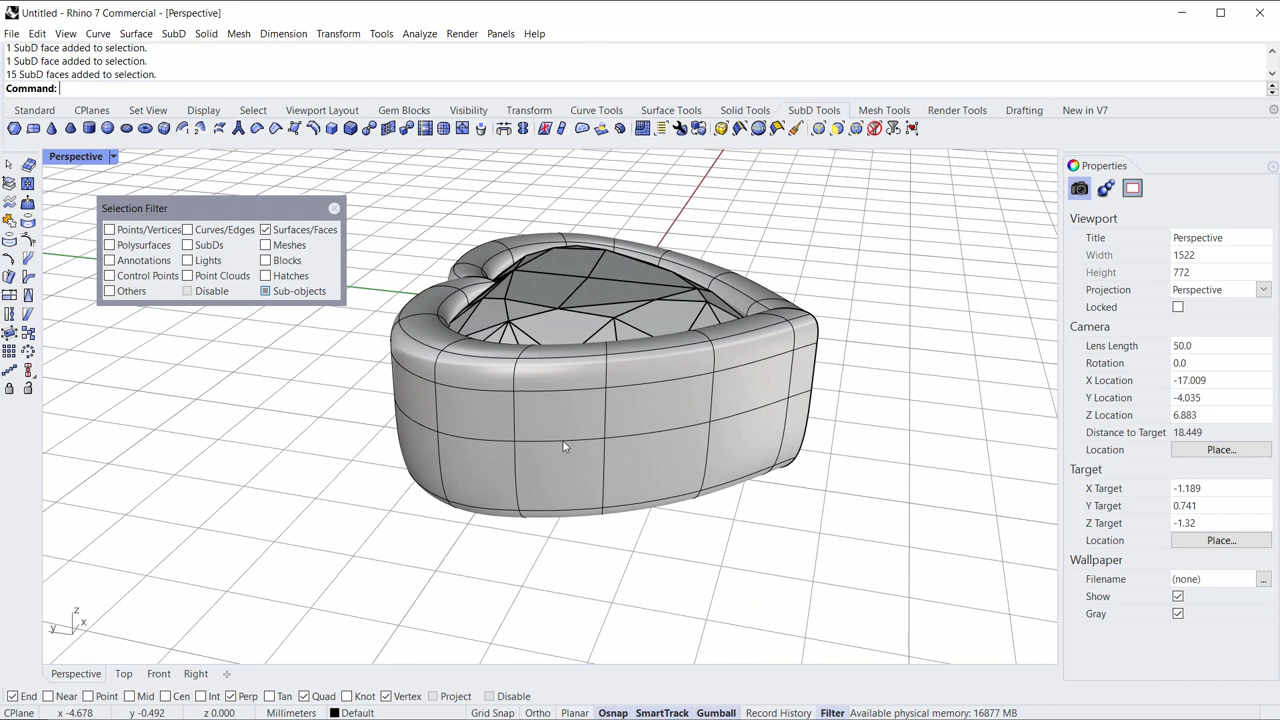 Untitled - Rhino 7 Commercial - [Perspective]
File Edit View Curve Surface SubD Solid Mesh Dimension Transform Tools Analyze Render Panels Help
1 SubD face added to selection.
1 SubD face added to selection.
15 SubD faces added to selection.
Command:
Standard CPlanes Set View Display Select Viewport Layout Gem Blocks Visibility Transform Curve Tools Surface Tools Solid Tools SubD Tools Mesh Tools Render Tools Drafting New in V7
Perspective
Selection Filter
Points/Vertices Curves/Edges Surfaces/Faces
Polysurfaces SubDs Meshes
Annotations Lights Blocks
Control Points Point Clouds Hatches
Others Disable Sub-objects
Properties
Viewport
Title Perspective
Width 1522
Height 772
Projection Perspective
Locked
Camera
Lens Length 50.0
Rotation 0.0
X Location -17.009
Y Location -4.035
Z Location 6.883
Distance to Target 18.449
Location Place...
Target
X Target -1.189
Y Target 0.741
Z Target -1.32
Location Place...
Wallpaper
Filename (none) ...
Show
Gray
z
y x
Perspective Top Front Right
End Near Point Mid Cen Int Perp Tan Quad Knot Vertex Project Disable
CPlane x -4.678 y -0.492 z 0.000 Millimeters Default Grid Snap Ortho Planar Osnap SmartTrack Gumball Record History Filter Available physical memory: 16877 MB